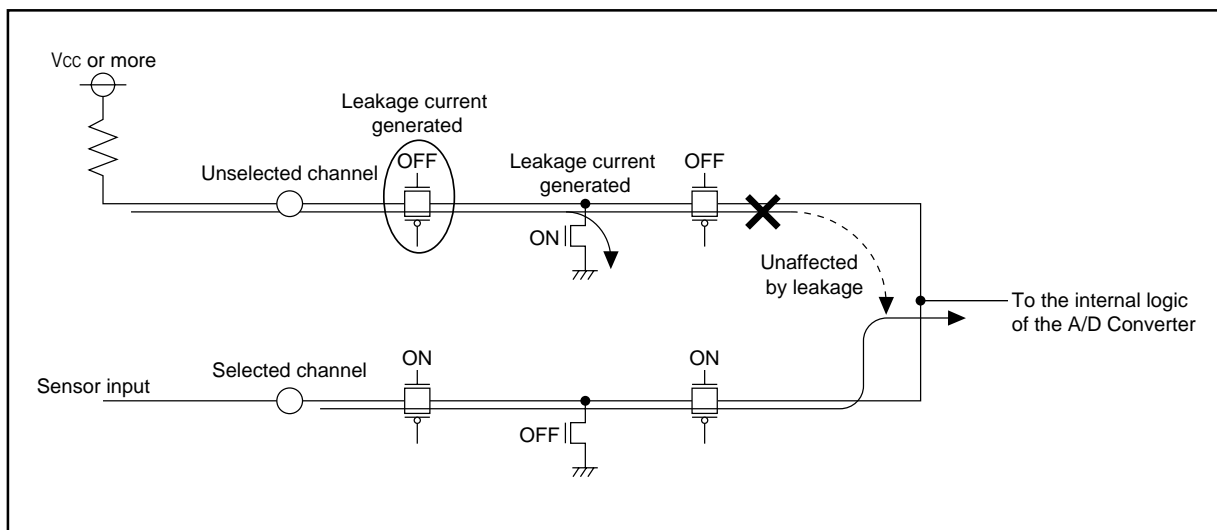 Vcc or more
Leakage current
generated
OFF
Unselected channel
Leakage current
generated
OFF
ON
Unaffected
by leakage
To the internal logic
of the A/D Converter
ON
ON
Selected channel
Sensor input
OFF